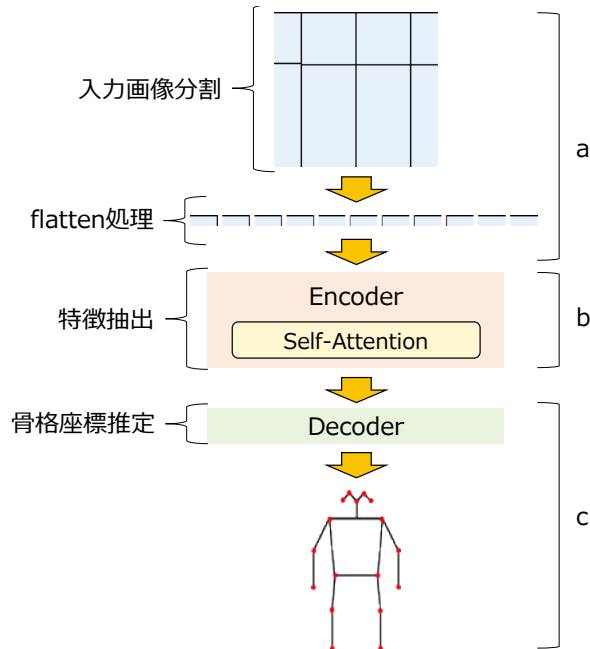 入力画像分割
a
flatten処理
Encoder
特徴抽出
b
Self-Attention
骨格座標推定
Decoder
c